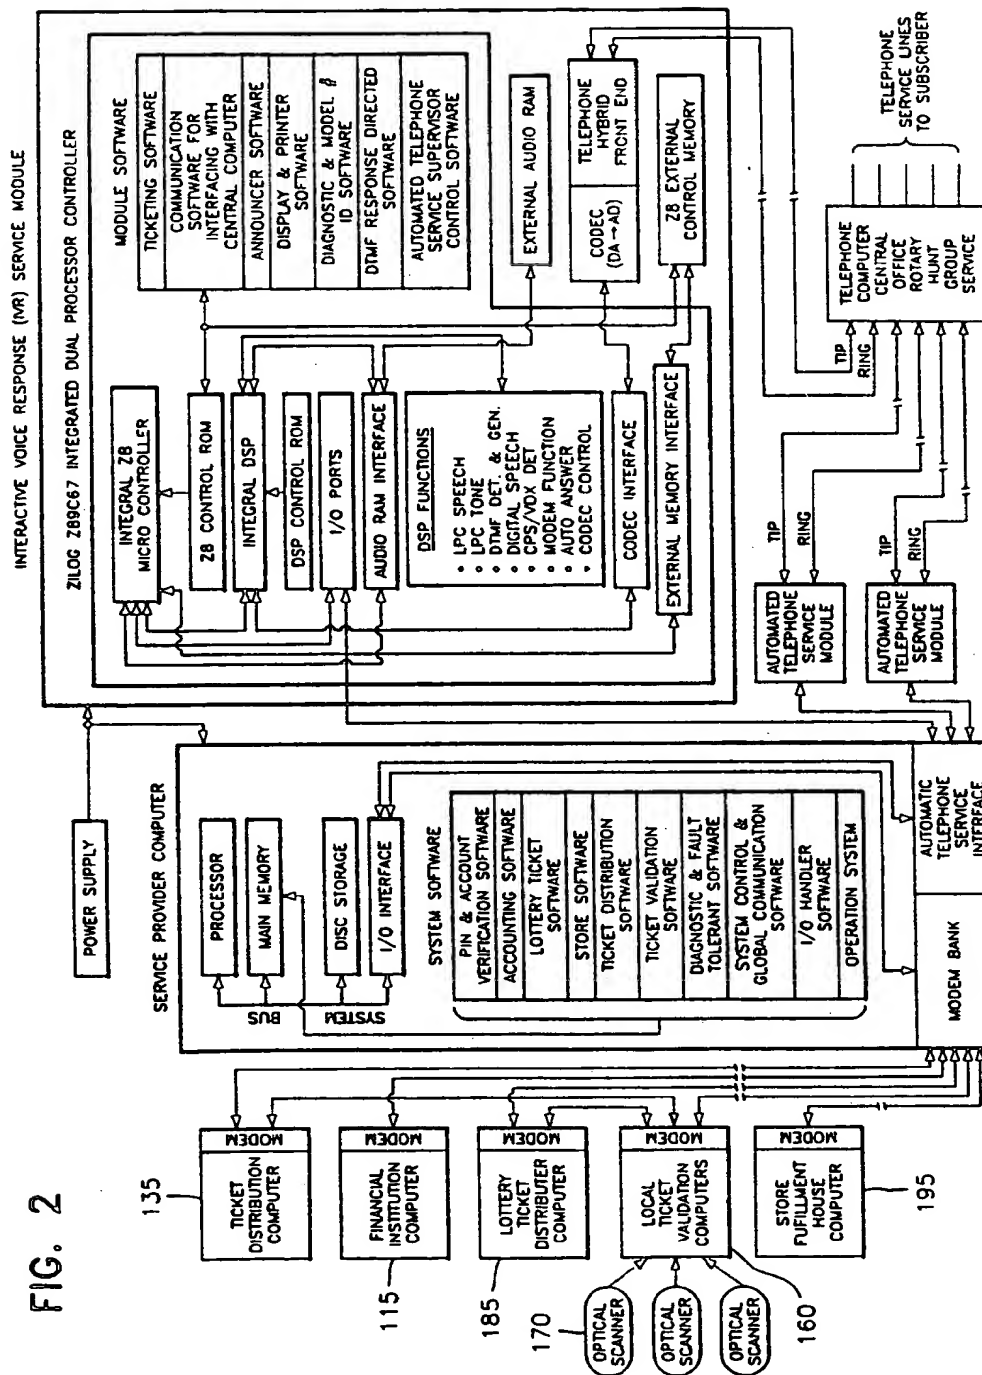 FIG. 2
INTERACTIVE VOICE RESPONSE (IVR) SERVICE MODULE
ZILOG Z89C67 INTEGRATED DUAL PROCESSOR CONTROLLER
INTEGRAL Z8
MICRO CONTROLLER
Z8 CONTROL ROM
INTEGRAL DSP
DSP CONTROL ROM
I/O PORTS
AUDIO RAM INTERFACE
DSP FUNCTIONS
• LPC SPEECH
• LPC TONE
• DTMF DET. & GEN.
• DIGITAL SPEECH
• CPS/VOX DET
• MODEM FUNCTION
• AUTO ANSWER
• CODEC CONTROL
CODEC INTERFACE
EXTERNAL MEMORY INTERFACE
MODULE SOFTWARE
TICKETING SOFTWARE
COMMUNICATION
SOFTWARE FOR
INTERFACING WITH
CENTRAL COMPUTER
ANNOUNCER SOFTWARE
DISPLAY & PRINTER
SOFTWARE
DIAGNOSTIC & MODEL #
ID SOFTWARE
DTMF RESPONSE DIRECTED
SOFTWARE
AUTOMATED TELEPHONE
SERVICE SUPERVISOR
CONTROL SOFTWARE
EXTERNAL AUDIO RAM
CODEC
(DA→AD)
TELEPHONE
HYBRID
FRONT END
Z8 EXTERNAL
CONTROL MEMORY
POWER SUPPLY
SERVICE PROVIDER COMPUTER
PROCESSOR
MAIN MEMORY
DISC STORAGE
I/O INTERFACE
SYSTEM
BUS
SYSTEM SOFTWARE
PIN & ACCOUNT
VERIFICATION SOFTWARE
ACCOUNTING SOFTWARE
LOTTERY TICKET
SOFTWARE
STORE SOFTWARE
TICKET DISTRIBUTION
SOFTWARE
TICKET VALIDATION
SOFTWARE
DIAGNOSTIC & FAULT
TOLERANT SOFTWARE
SYSTEM CONTROL &
GLOBAL COMMUNICATION
SOFTWARE
I/O HANDLER
SOFTWARE
OPERATION SYSTEM
MODEM BANK
AUTOMATIC
TELEPHONE
SERVICE
INTERFACE
AUTOMATED
TELEPHONE
SERVICE
MODULE
TIP
RING
AUTOMATED
TELEPHONE
SERVICE
MODULE
TIP
RING
TIP
RING
TELEPHONE
COMPUTER
CENTRAL
OFFICE
ROTARY
HUNT
GROUP
SERVICE
TELEPHONE
SERVICE LINES
TO SUBSCRIBER
135
TICKET
DISTRIBUTION
COMPUTER
MODEM
115
FINANCIAL
INSTITUTION
COMPUTER
MODEM
185
LOTTERY
TICKET
DISTRIBUTER
COMPUTER
MODEM
170
OPTICAL
SCANNER
OPTICAL
SCANNER
OPTICAL
SCANNER
160
LOCAL
TICKET
VALIDATION
COMPUTERS
MODEM
195
STORE
FUFILLMENT
HOUSE
COMPUTER
MODEM